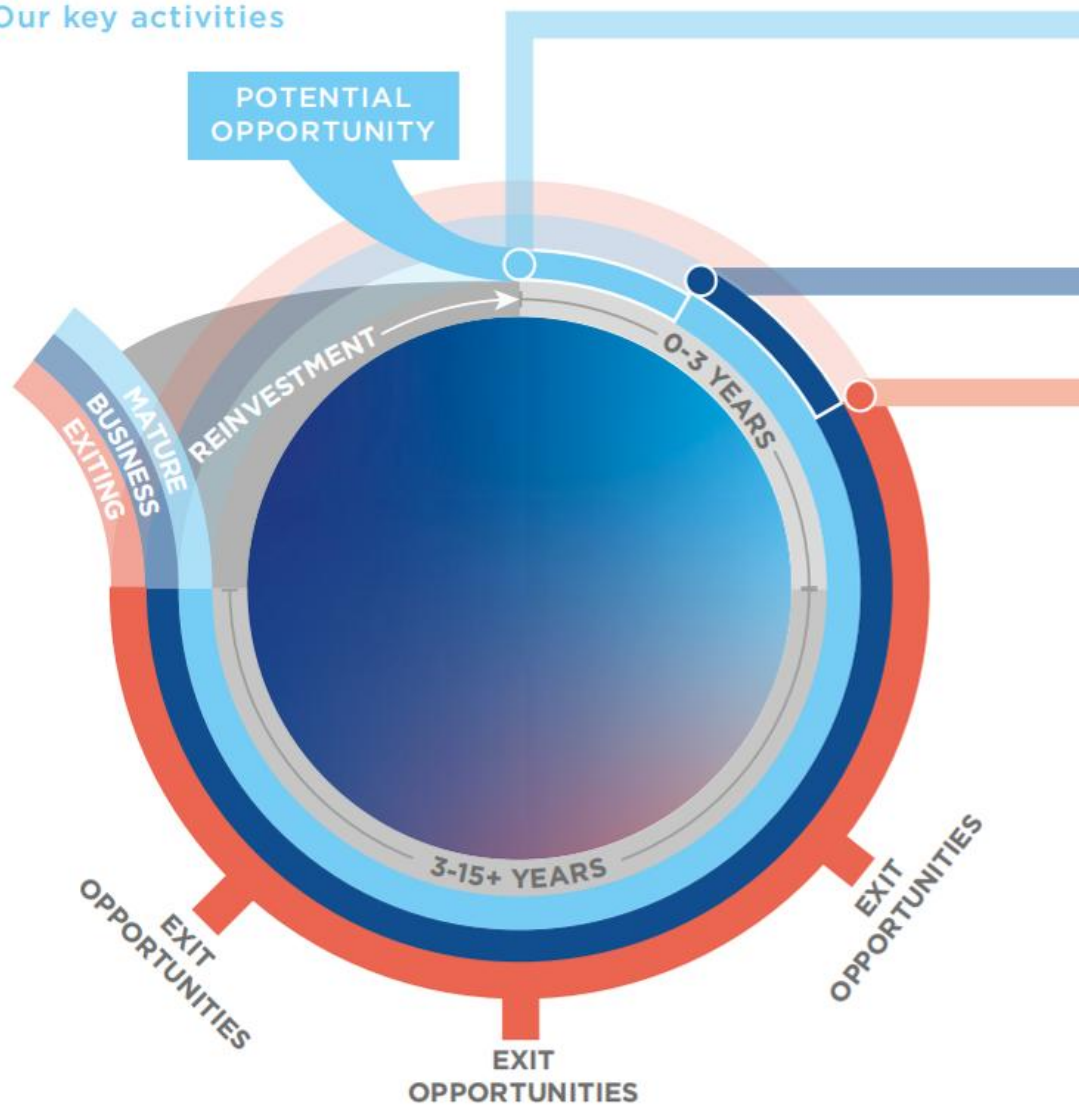 Our key activities
POTENTIAL
OPPORTUNITY
REINVESTMENT
0-3 YEARS
MATURE
BUSINESS
EXITING
3-15+ YEARS
EXIT
OPPORTUNITIES
EXIT
OPPORTUNITIES
EXIT
OPPORTUNITIES